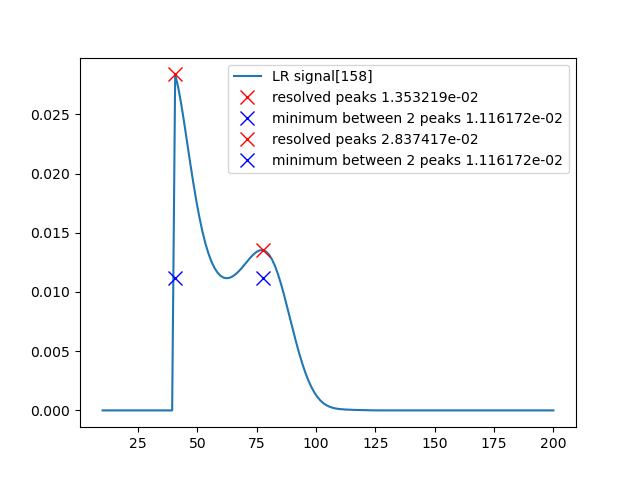 LR signal[158]
resolved peaks 1.353219e-02
minimum between 2 peaks 1.116172e-02
resolved peaks 2.837417e-02
minimum between 2 peaks 1.116172e-02
0.025
0.020
0.015
0.010
0.005
0.000
25 50 75 100 125 150 175 200